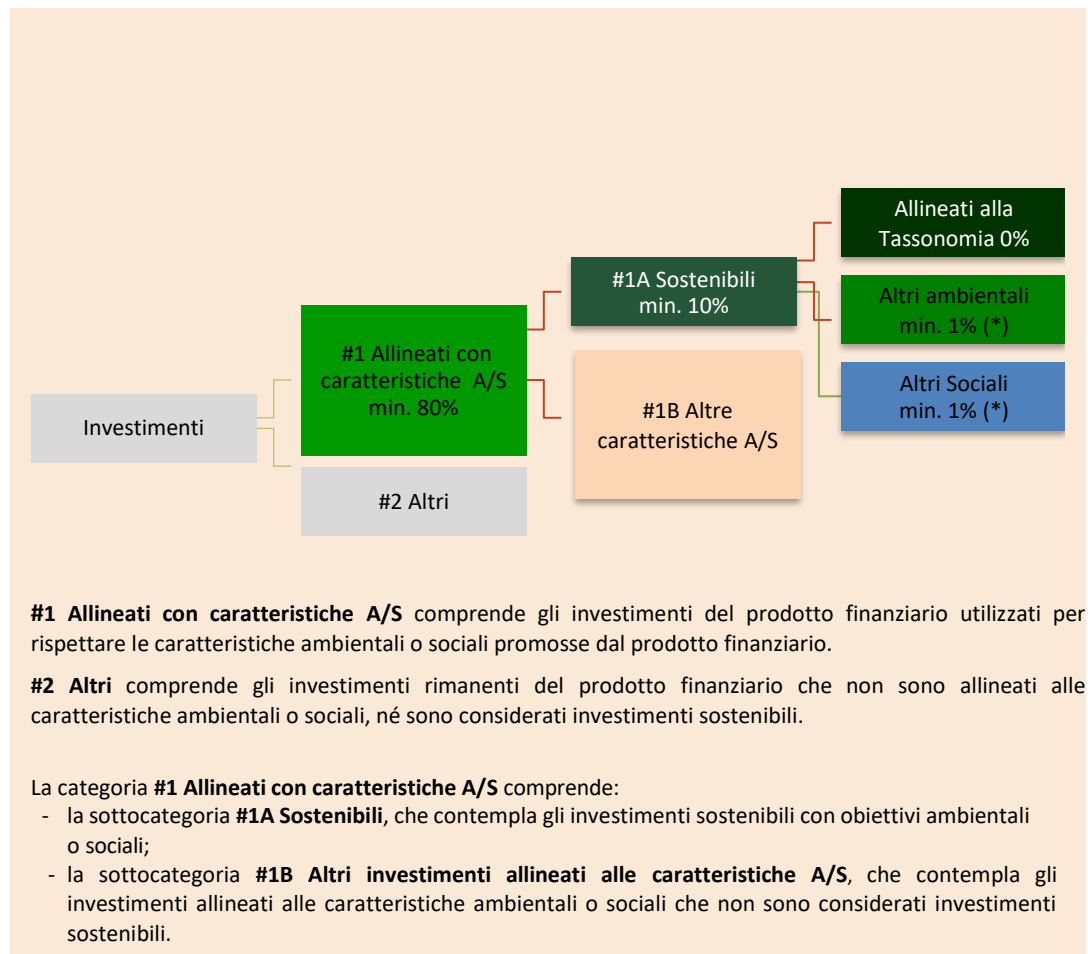 Allineati alla
Tassonomia 0%
#1A Sostenibili
min. 10%
Altri ambientali
min. 1% (*)
#1 Allineati con
caratteristiche A/S
min. 80%
Altri Sociali
min. 1% (*)
Investimenti
#1B Altre
caratteristiche A/S
#2 Altri
#1 Allineati con caratteristiche A/S comprende gli investimenti del prodotto finanziario utilizzati per
rispettare le caratteristiche ambientali o sociali promosse dal prodotto finanziario.
#2 Altri comprende gli investimenti rimanenti del prodotto finanziario che non sono allineati alle
caratteristiche ambientali o sociali, né sono considerati investimenti sostenibili.
La categoria #1 Allineati con caratteristiche A/S comprende:
- la sottocategoria #1A Sostenibili, che contempla gli investimenti sostenibili con obiettivi ambientali
o sociali;
- la sottocategoria #1B Altri investimenti allineati alle caratteristiche A/S, che contempla gli
investimenti allineati alle caratteristiche ambientali o sociali che non sono considerati investimenti
sostenibili.